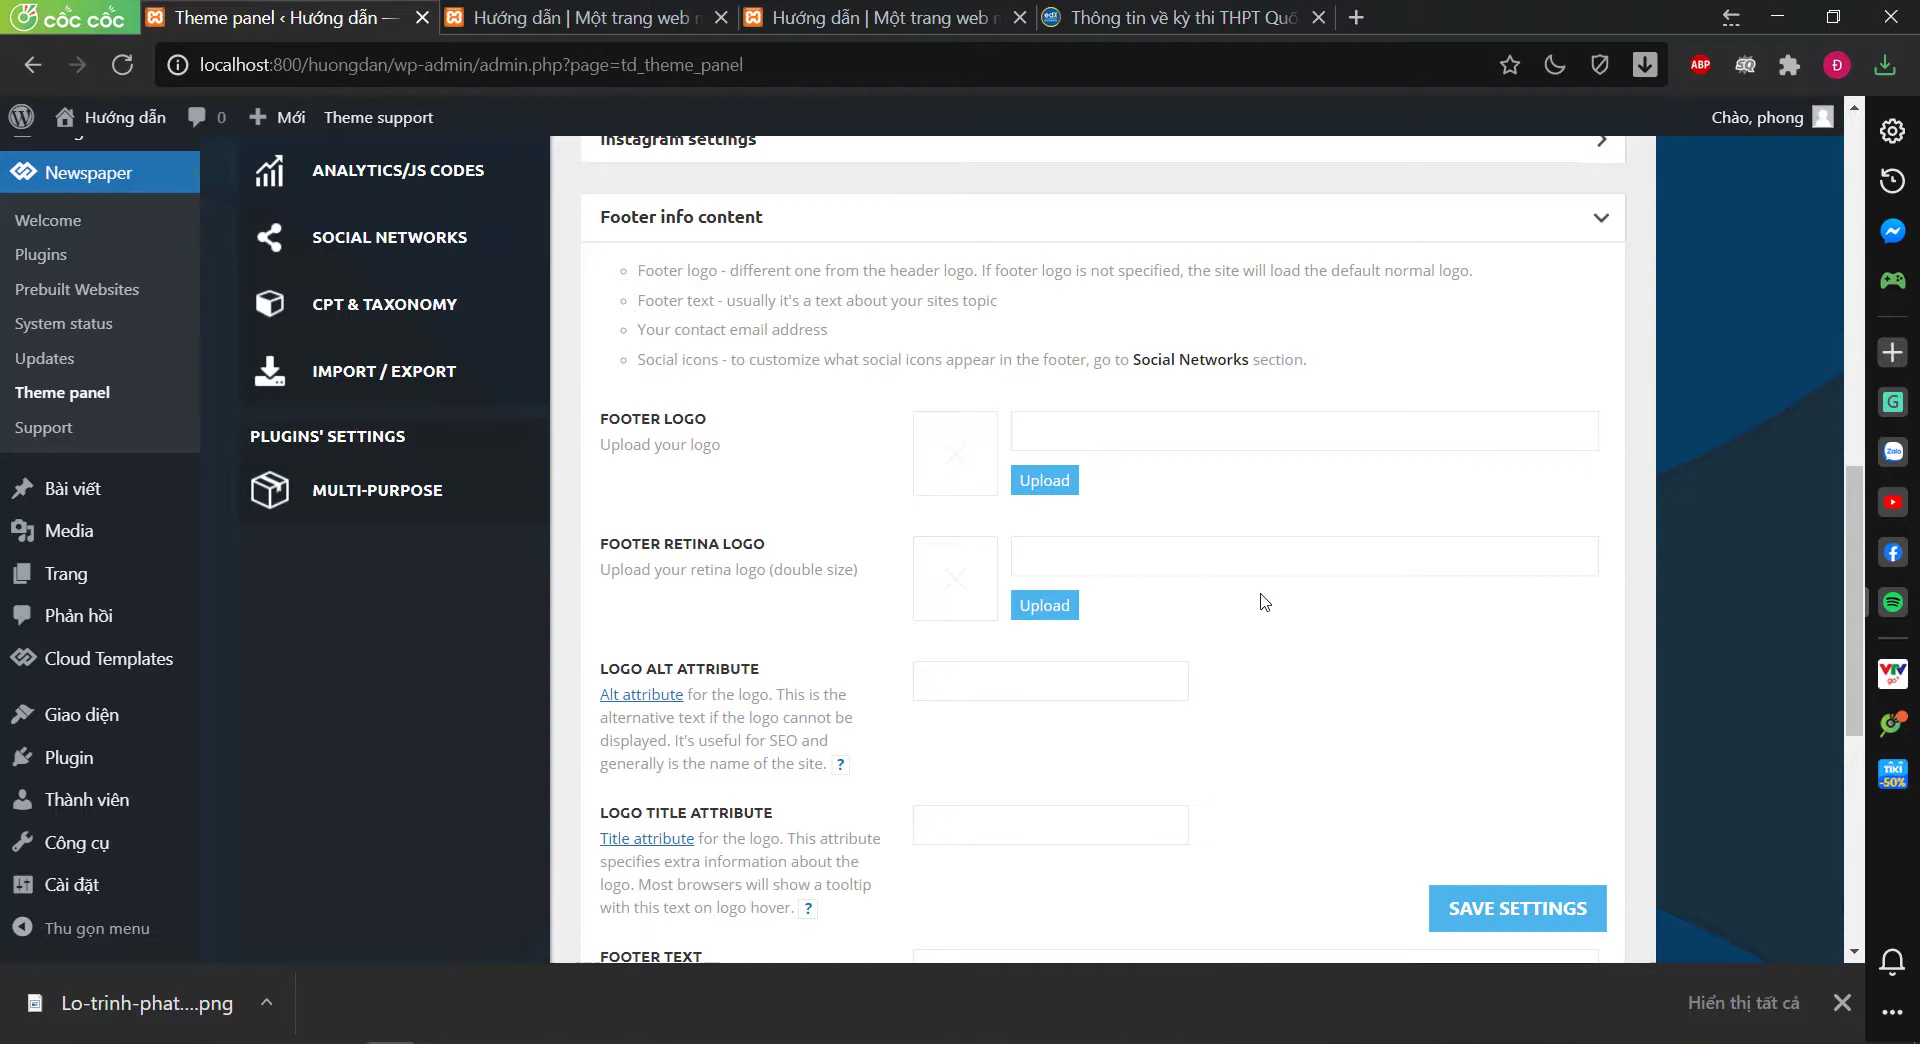 cốc cốc
Theme panel ‹ Hướng dẫn —
Hướng dẫn | Một trang web n
Hướng dẫn | Một trang web n
Thông tin về kỳ thi THPT Quố
localhost:800/huongdan/wp-admin/admin.php?page=td_theme_panel
ABP
Đ
Hướng dẫn
0
Mới
Theme support
Chào, phong
Newspaper
Welcome
Plugins
Prebuilt Websites
System status
Updates
Theme panel
Support
Bài viết
Media
Trang
Phản hồi
Cloud Templates
Giao diện
Plugin
Thành viên
Công cụ
Cài đặt
Thu gọn menu
ANALYTICS/JS CODES
SOCIAL NETWORKS
CPT & TAXONOMY
IMPORT / EXPORT
PLUGINS' SETTINGS
MULTI-PURPOSE
Instagram settings
Footer info content
Footer logo - different one from the header logo. If footer logo is not specified, the site will load the default normal logo.
Footer text - usually it's a text about your sites topic
Your contact email address
Social icons - to customize what social icons appear in the footer, go to Social Networks section.
FOOTER LOGO
Upload your logo
Upload
FOOTER RETINA LOGO
Upload your retina logo (double size)
Upload
LOGO ALT ATTRIBUTE
Alt attribute for the logo. This is the
alternative text if the logo cannot be
displayed. It's useful for SEO and
generally is the name of the site. ?
LOGO TITLE ATTRIBUTE
Title attribute for the logo. This attribute
specifies extra information about the
logo. Most browsers will show a tooltip
with this text on logo hover. ?
SAVE SETTINGS
FOOTER TEXT
G
Zalo
VTV
go
TIKI
-50%
Lo-trinh-phat....png
Hiển thị tất cả